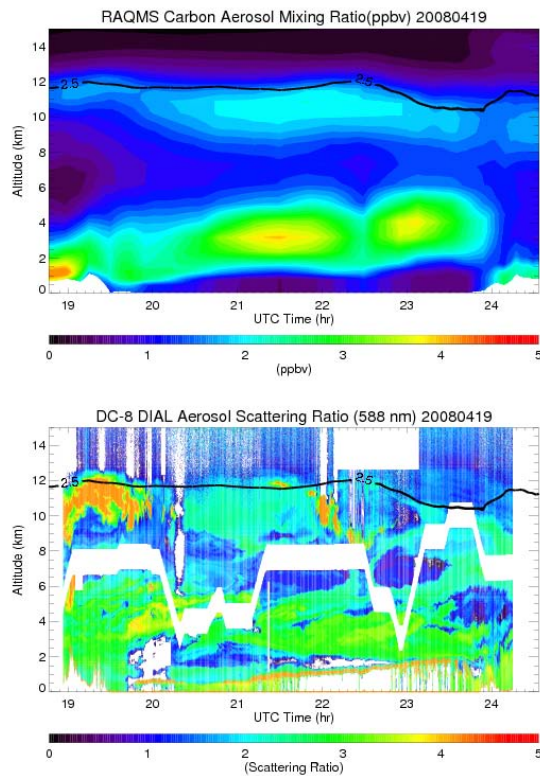 RAQMS Carbon Aerosol Mixing Ratio(ppbv) 20080419
14
12
10
8
6
4
2
0
Altitude (km)
2.5
2.5
19 20 21 22 23 24
UTC Time (hr)
0 1 2 3 4 5
(ppbv)
DC-8 DIAL Aerosol Scattering Ratio (588 nm) 20080419
14
12
10
8
6
4
2
0
Altitude (km)
2.5
2.5
19 20 21 22 23 24
UTC Time (hr)
0 1 2 3 4 5
(Scattering Ratio)